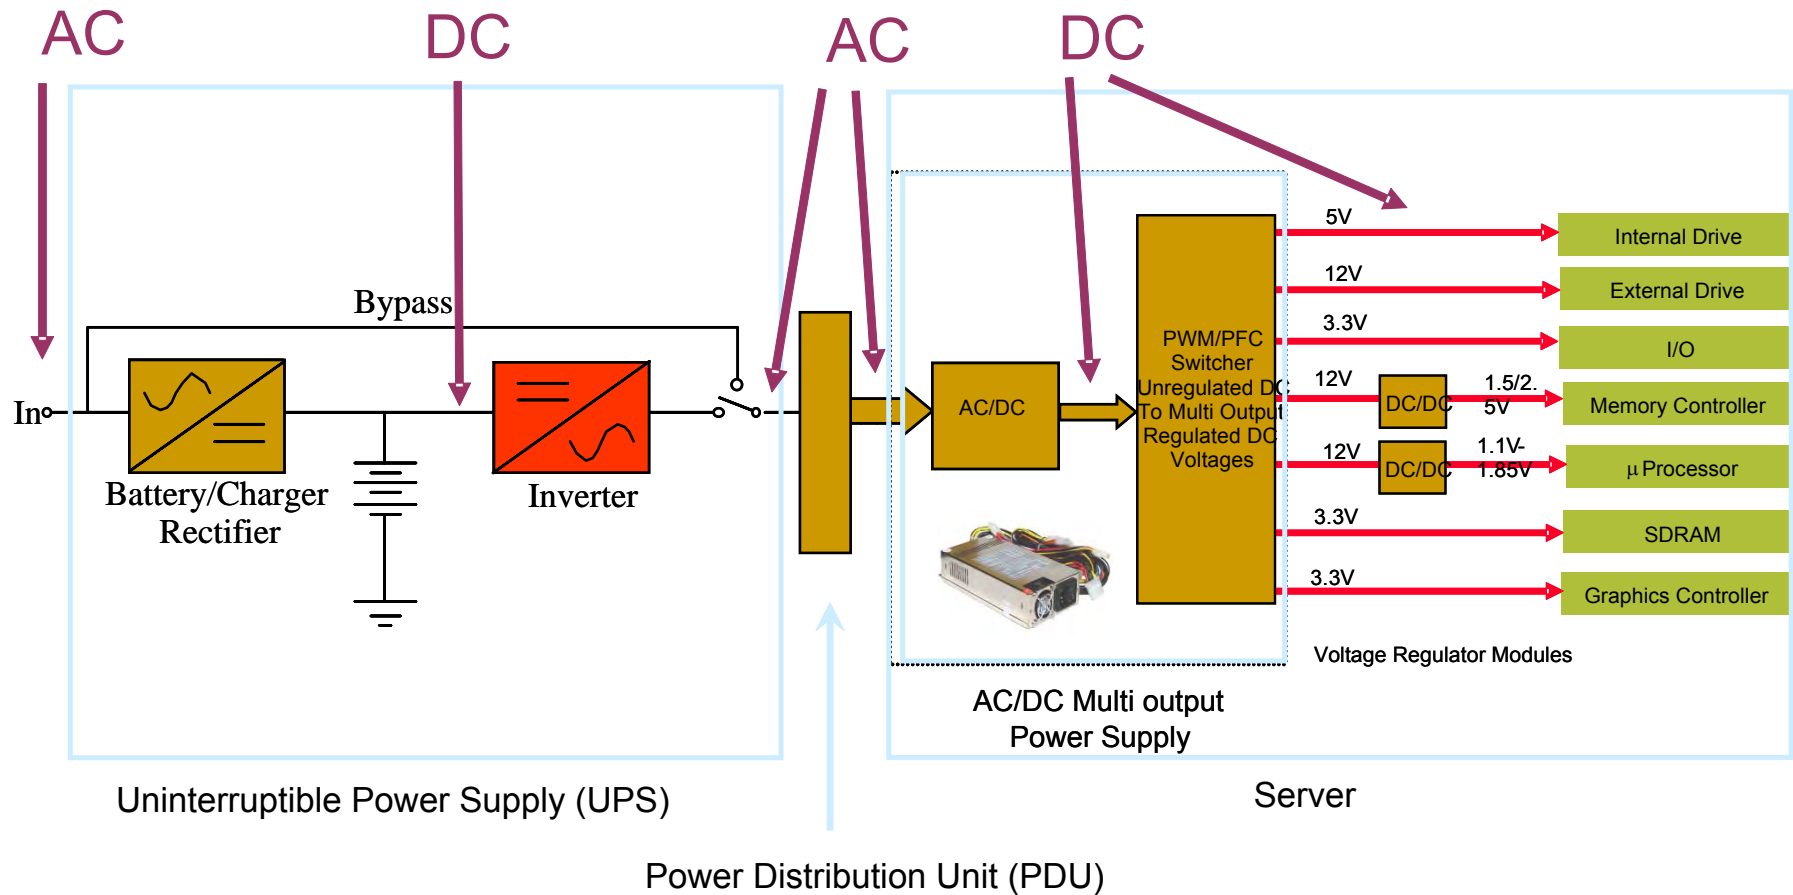 AC
DC
AC
DC
Bypass
In
Battery/Charger
Rectifier
Inverter
AC/DC
PWM/PFC
Switcher
Unregulated DC
To Multi Output
Regulated DC
Voltages
5V
Internal Drive
12V
External Drive
3.3V
I/O
12V
DC/DC
1.5/2.
5V
Memory Controller
12V
DC/DC
1.1V-
1.85V
μ Processor
3.3V
SDRAM
3.3V
Graphics Controller
Voltage Regulator Modules
AC/DC Multi output
Power Supply
Uninterruptible Power Supply (UPS)
Server
Power Distribution Unit (PDU)